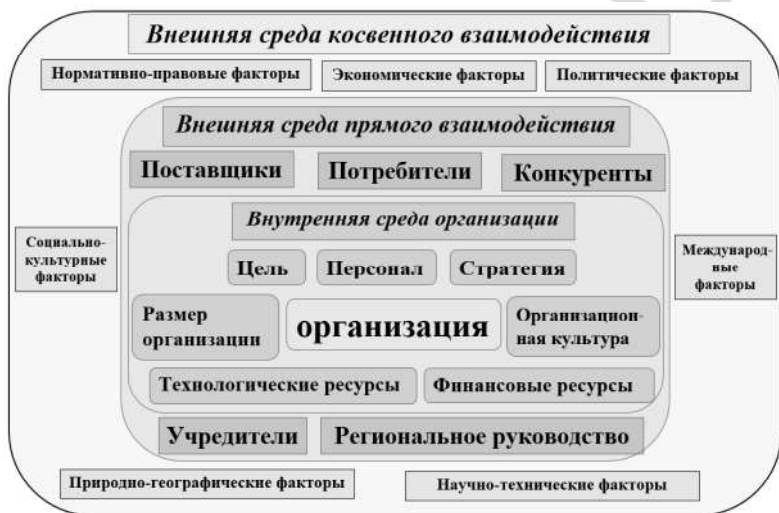 Внешняя среда косвенного взаимодействия
Нормативно-правовые факторы
Экономические факторы
Политические факторы
Внешняя среда прямого взаимодействия
Поставщики
Потребители
Конкуренты
Внутренняя среда организации
Социально-
культурные
факторы
Международ-
ные
факторы
Цель
Персонал
Стратегия
Размер
организации
организация
Организацион-
ная культура
Технологические ресурсы
Финансовые ресурсы
Учредители
Региональное руководство
Природно-географические факторы
Научно-технические факторы